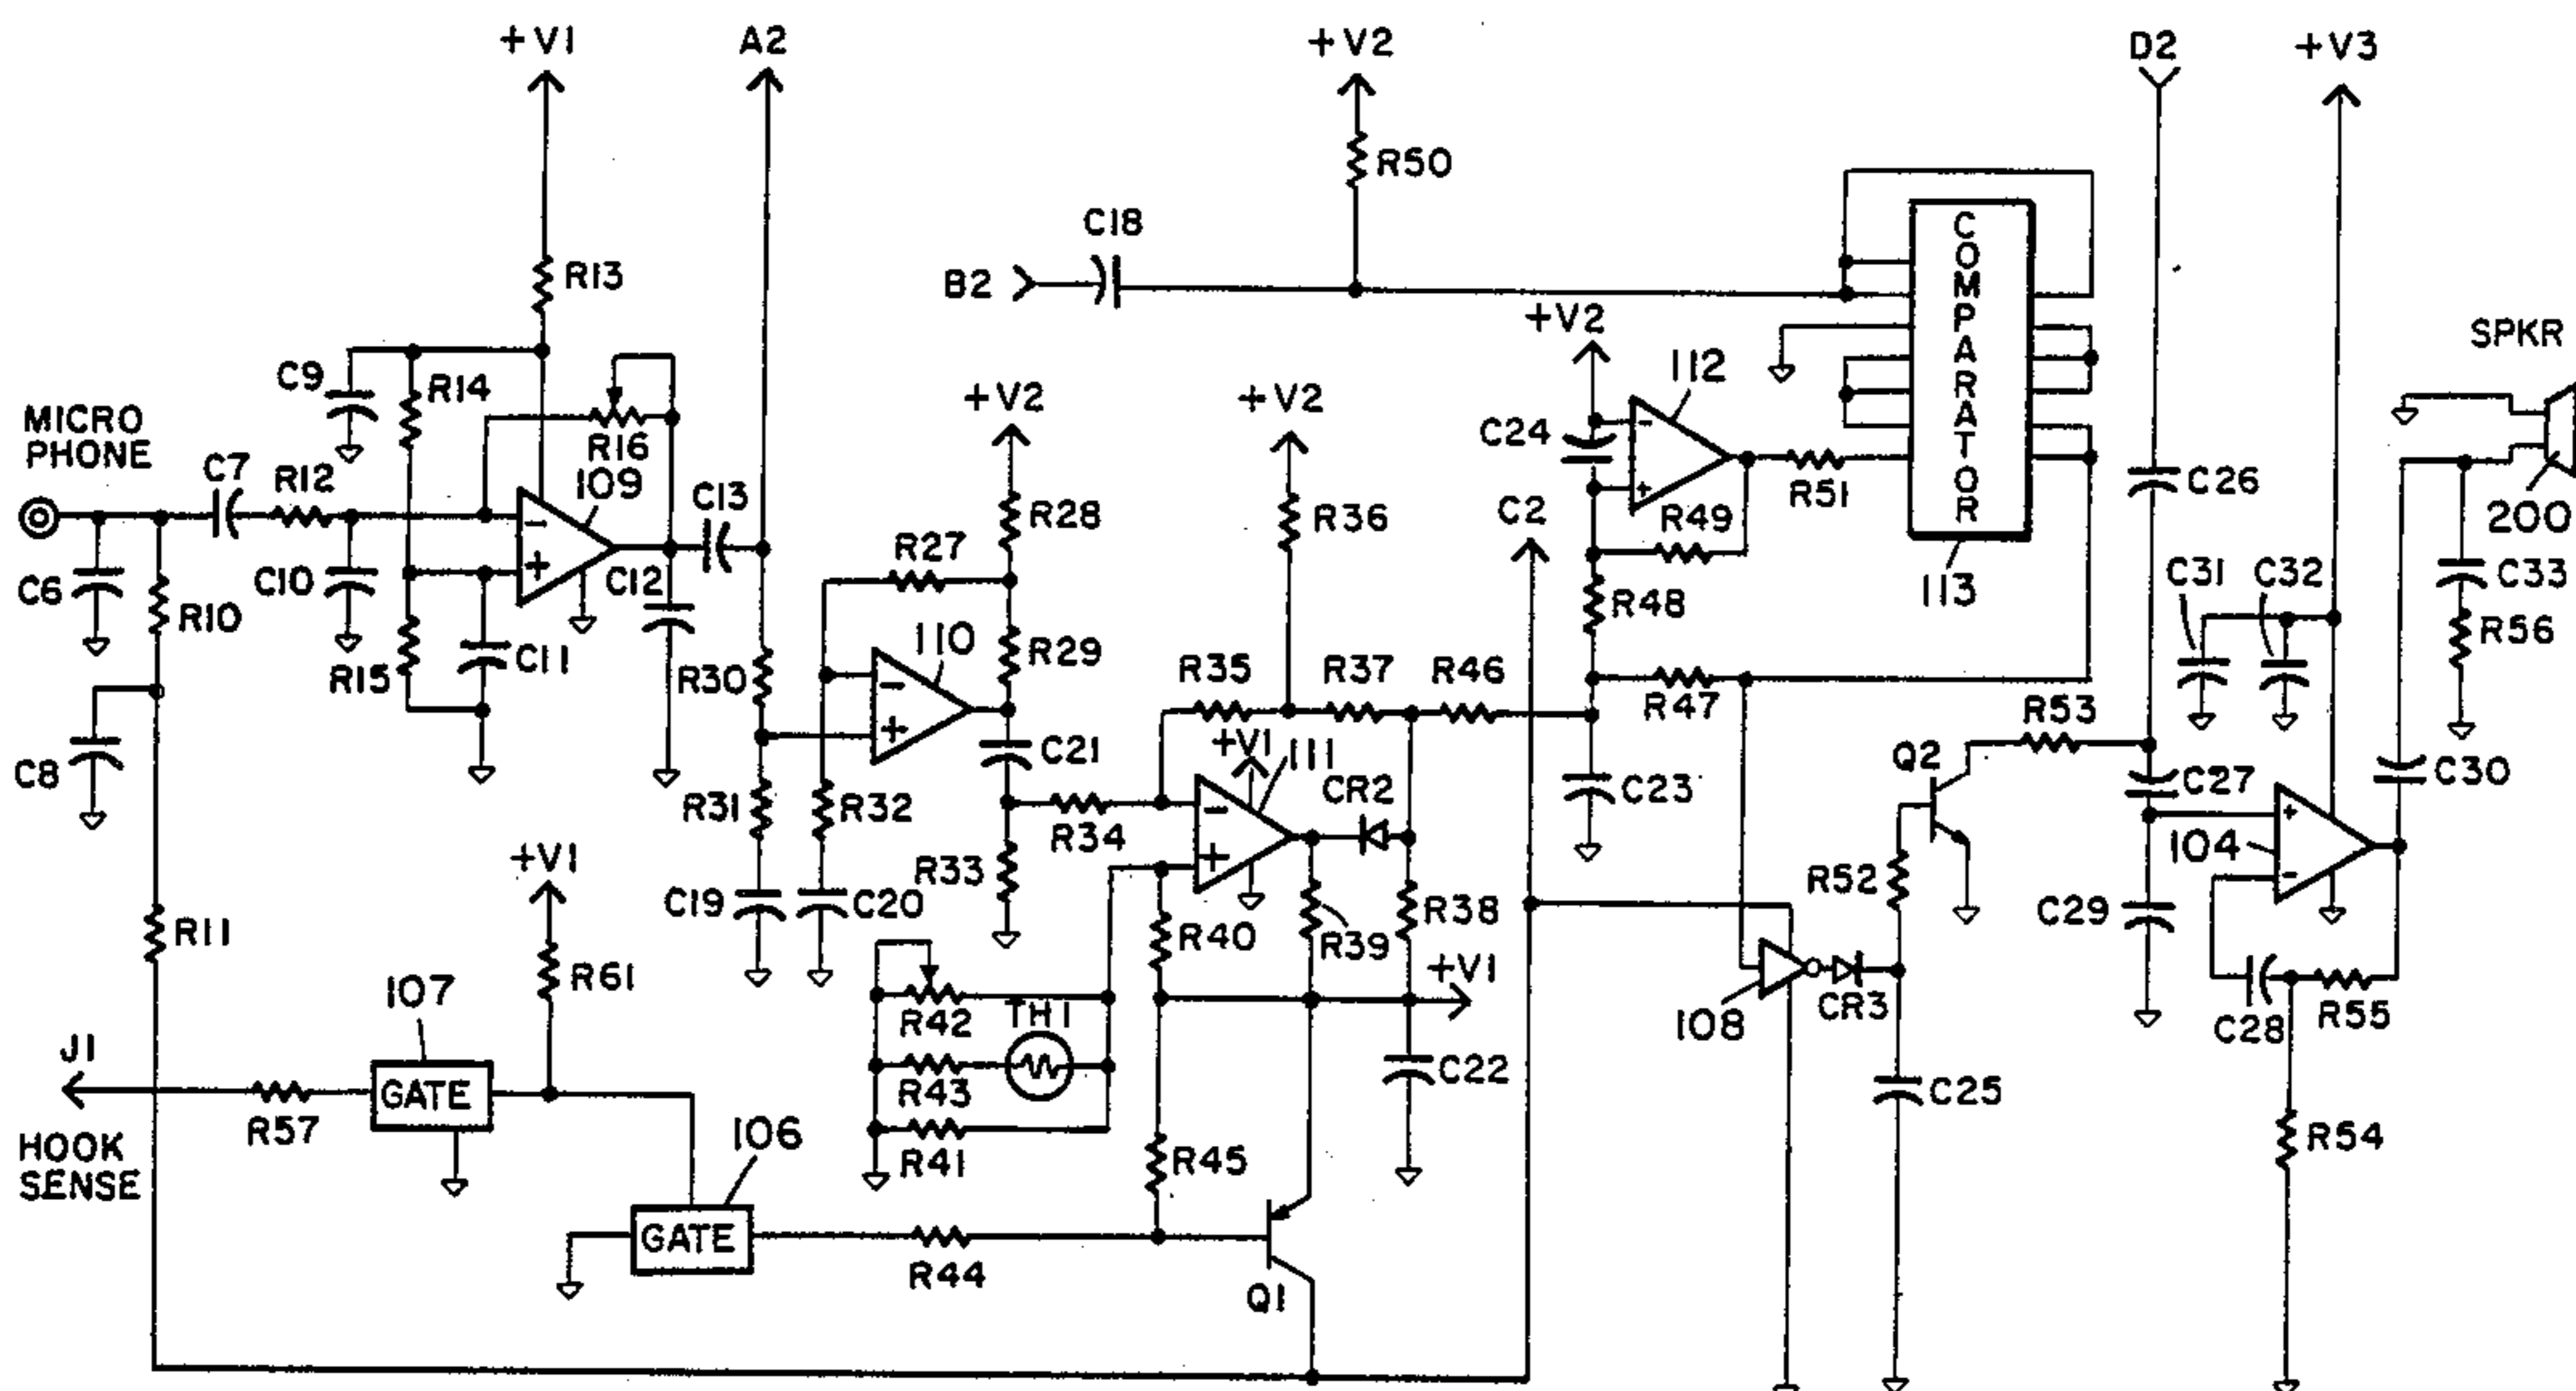 +V1
A2
+V2
D2
+V3
R50
C18
B2
R13
COMPARATOR
+V2
SPKR
C9
R14
112
MICRO
PHONE
+V2
+V2
C24
-
C7
R12
R16
109
C13
R28
R36
C2
+
R49
R51
C26
200
-
+
C6
R10
C10
C12
R27
R48
113
C31
C32
C33
R56
R15
C11
R30
110
R29
R35
R37
R46
R47
-
+
C21
+V1
111
R53
C8
Q2
C27
C30
R31
R32
R34
-
+
CR2
C23
104
+
-
+V1
R33
R52
C19
C20
R40
R39
R38
C29
R11
R61
+V1
107
R42
TH1
108
CR3
C28
R55
J1
GATE
R43
C22
C25
R57
106
R41
R45
R54
HOOK
SENSE
GATE
R44
Q1